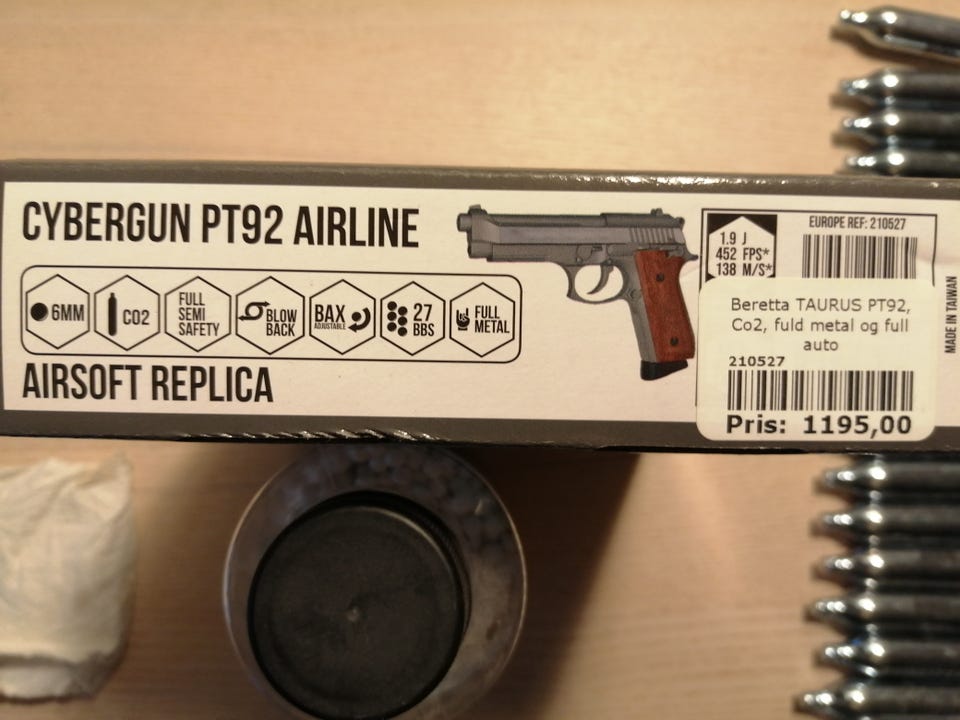 CYBERGUN PT92 AIRLINE
6MM
CO2
FULL
SEMI
SAFETY
BLOW
BACK
BAX
ADJUSTABLE
27
BBS
FULL
METAL
AIRSOFT REPLICA
1.9 J
452 FPS*
138 M/S*
EUROPE REF: 210527
Beretta TAURUS PT92,
Co2, fuld metal og full
auto
210527
Pris: 1195,00
MADE IN TAIWAN